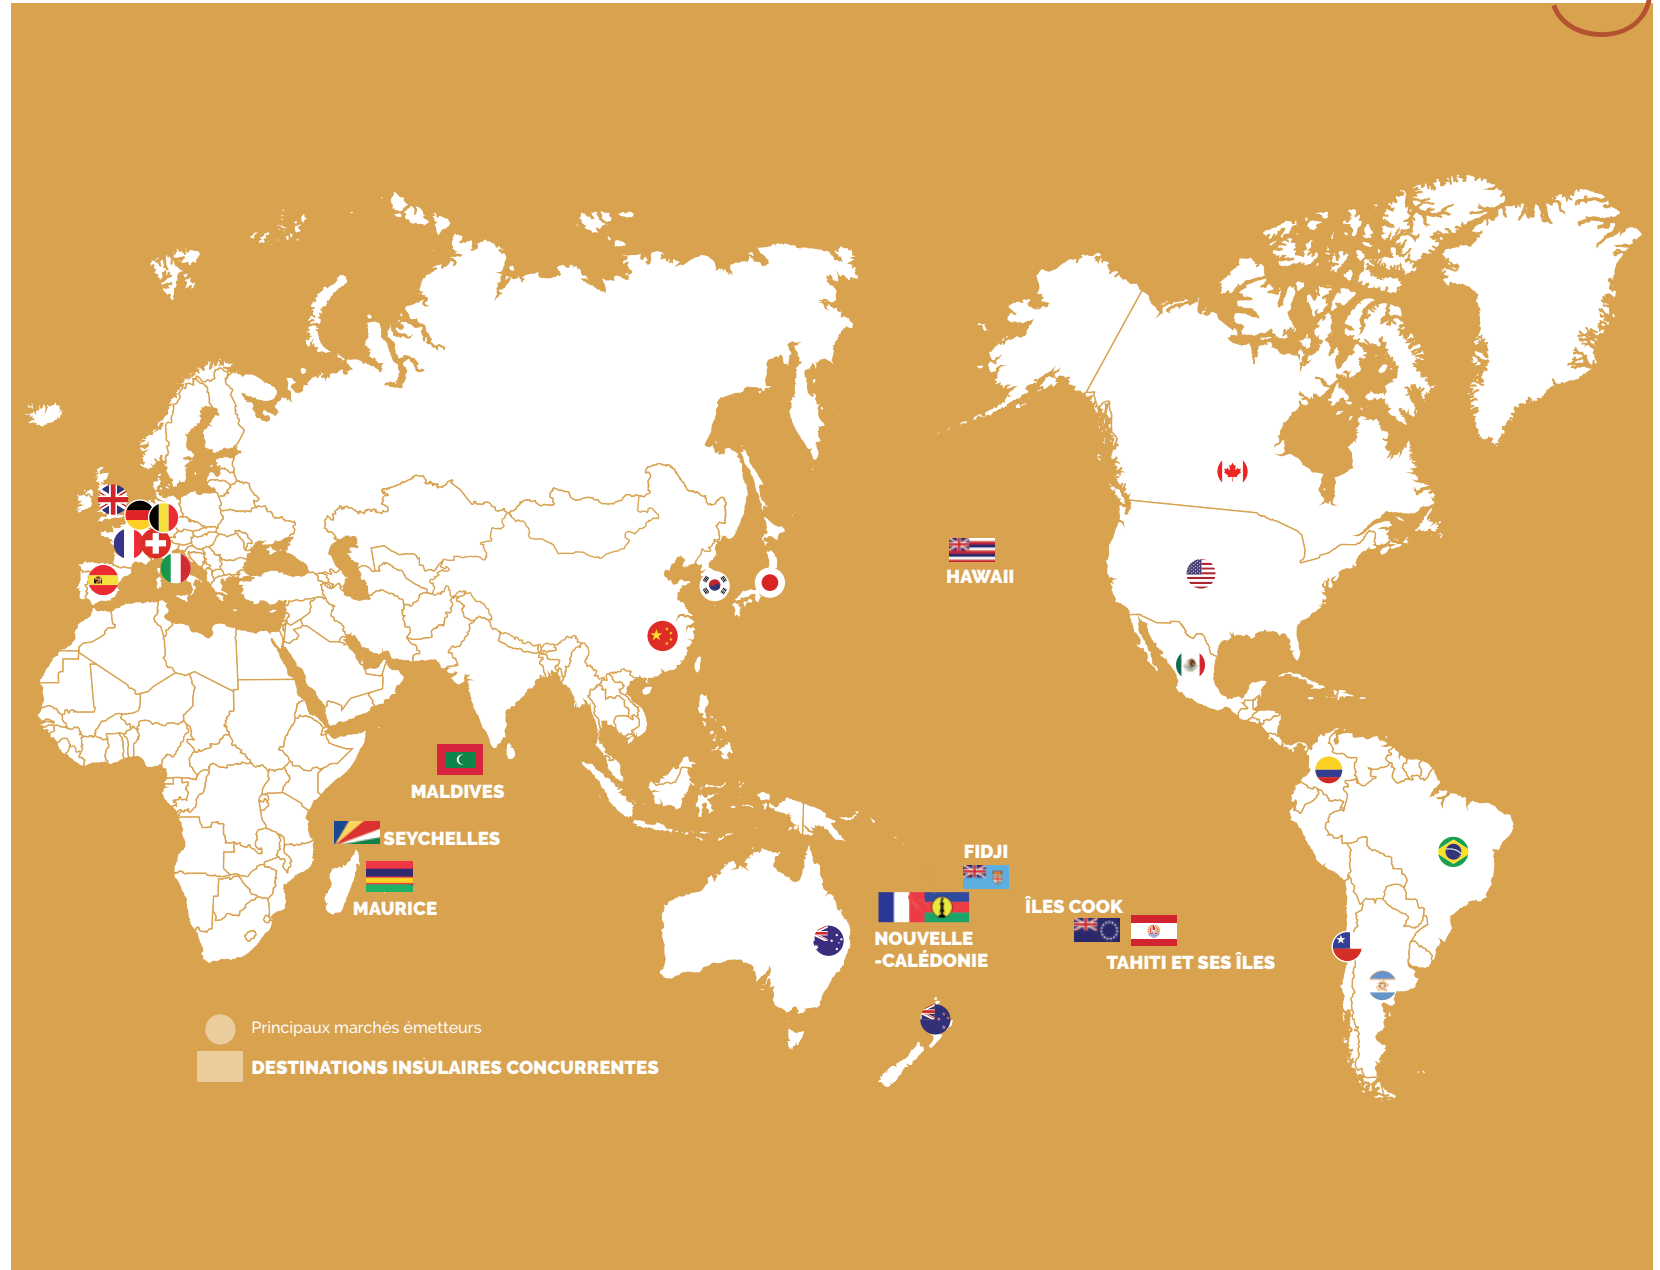 HAWAII
MALDIVES
SEYCHELLES
MAURICE
FIDJI
ÎLES COOK
NOUVELLE
-CALÉDONIE
TAHITI ET SES ÎLES
Principaux marchés émetteurs
DESTINATIONS INSULAIRES CONCURRENTES